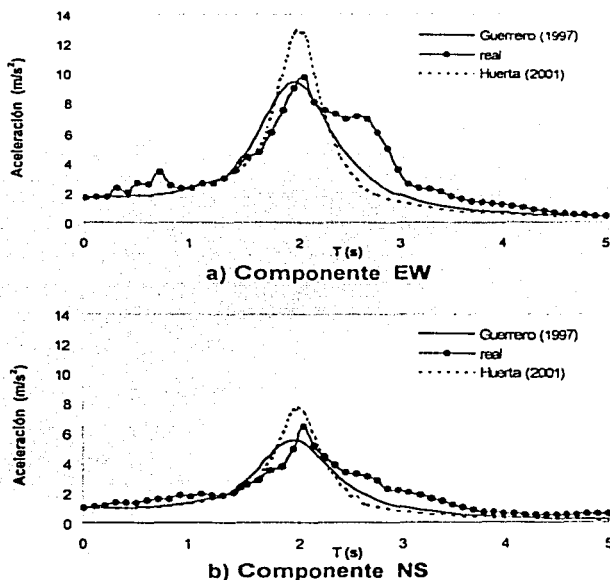 14
12
10
8
6
4
2
0
Aceleración (m/s²)
Guerrero (1997)
real
Huerta (2001)
0 1 2 3 4 5
T (s)
a) Componente EW
14
12
10
8
6
4
2
0
Aceleración (m/s²)
Guerrero (1997)
real
Huerta (2001)
0 1 2 3 4 5
T (s)
b) Componente NS